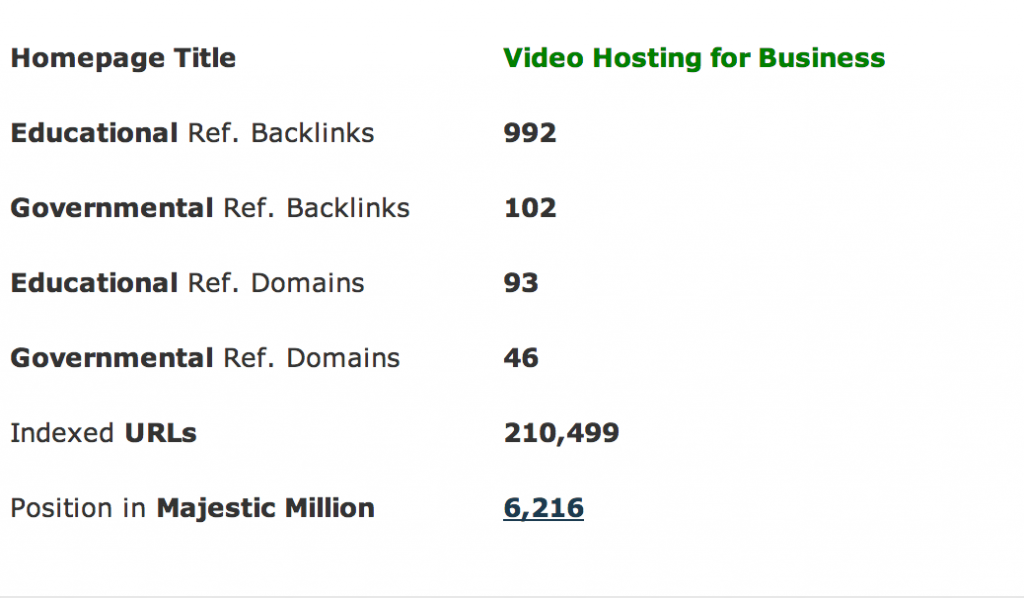 Homepage Title Video Hosting for Business
Educational Ref. Backlinks 992
Governmental Ref. Backlinks 102
Educational Ref. Domains 93
Governmental Ref. Domains 46
Indexed URLs 210,499
Position in Majestic Million 6,216